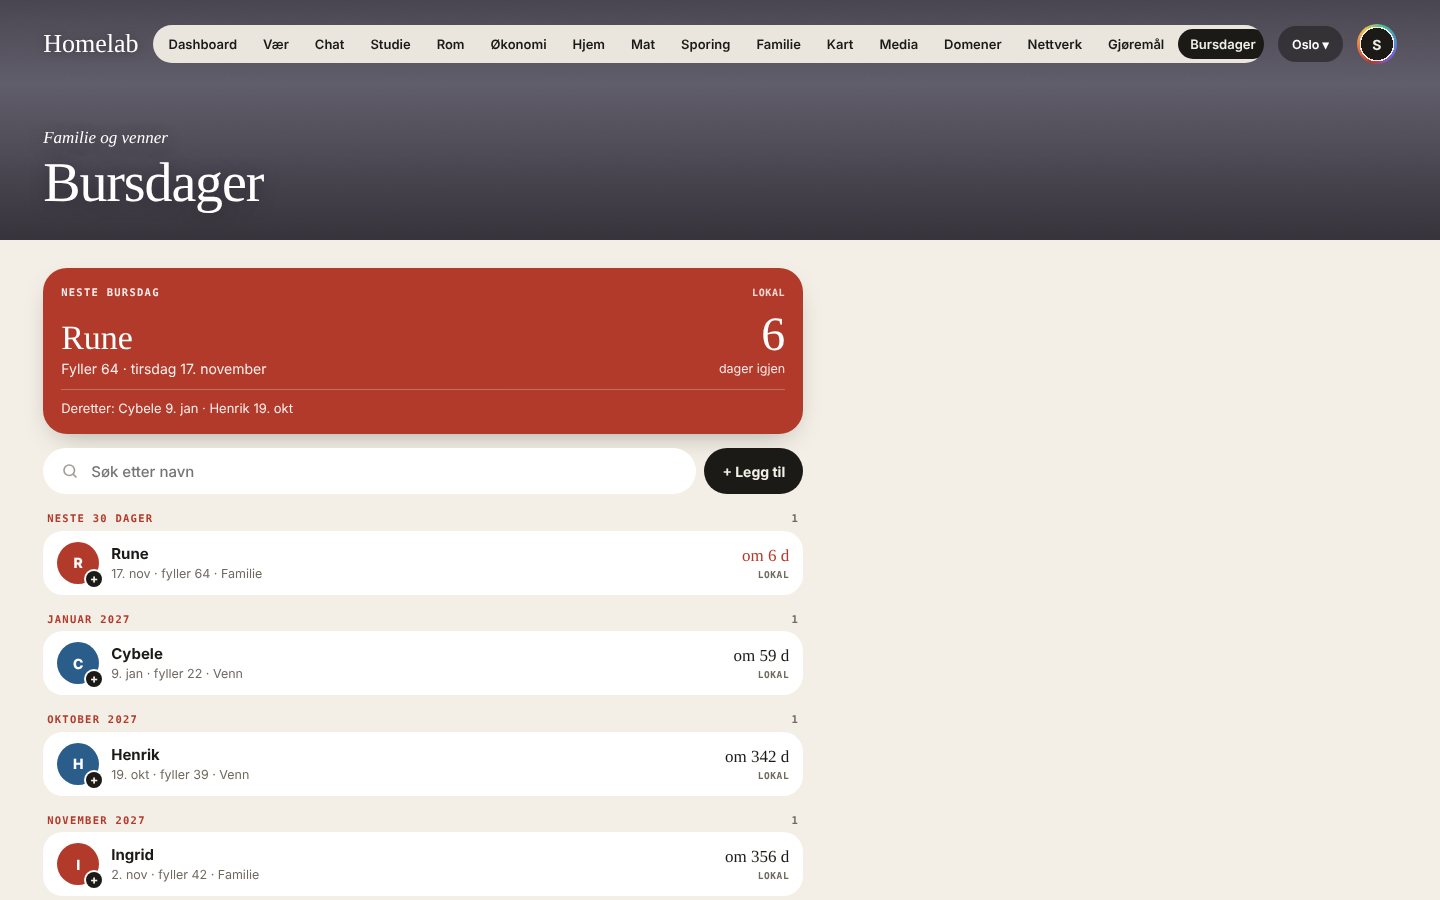 Homelab
Dashboard Vær Chat Studie Rom Økonomi Hjem Mat Sporing Familie Kart Media Domener Nettverk Gjøremål Bursdager
Oslo ▾
S
Familie og venner
Bursdager
NESTE BURSDAG
LOKAL
Rune
6
Fyller 64 · tirsdag 17. november
dager igjen
Deretter: Cybele 9. jan · Henrik 19. okt
Søk etter navn
+ Legg til
NESTE 30 DAGER
1
R
+
Rune
om 6 d
17. nov · fyller 64 · Familie
LOKAL
JANUAR 2027
1
C
+
Cybele
om 59 d
9. jan · fyller 22 · Venn
LOKAL
OKTOBER 2027
1
H
+
Henrik
om 342 d
19. okt · fyller 39 · Venn
LOKAL
NOVEMBER 2027
1
I
+
Ingrid
om 356 d
2. nov · fyller 42 · Familie
LOKAL